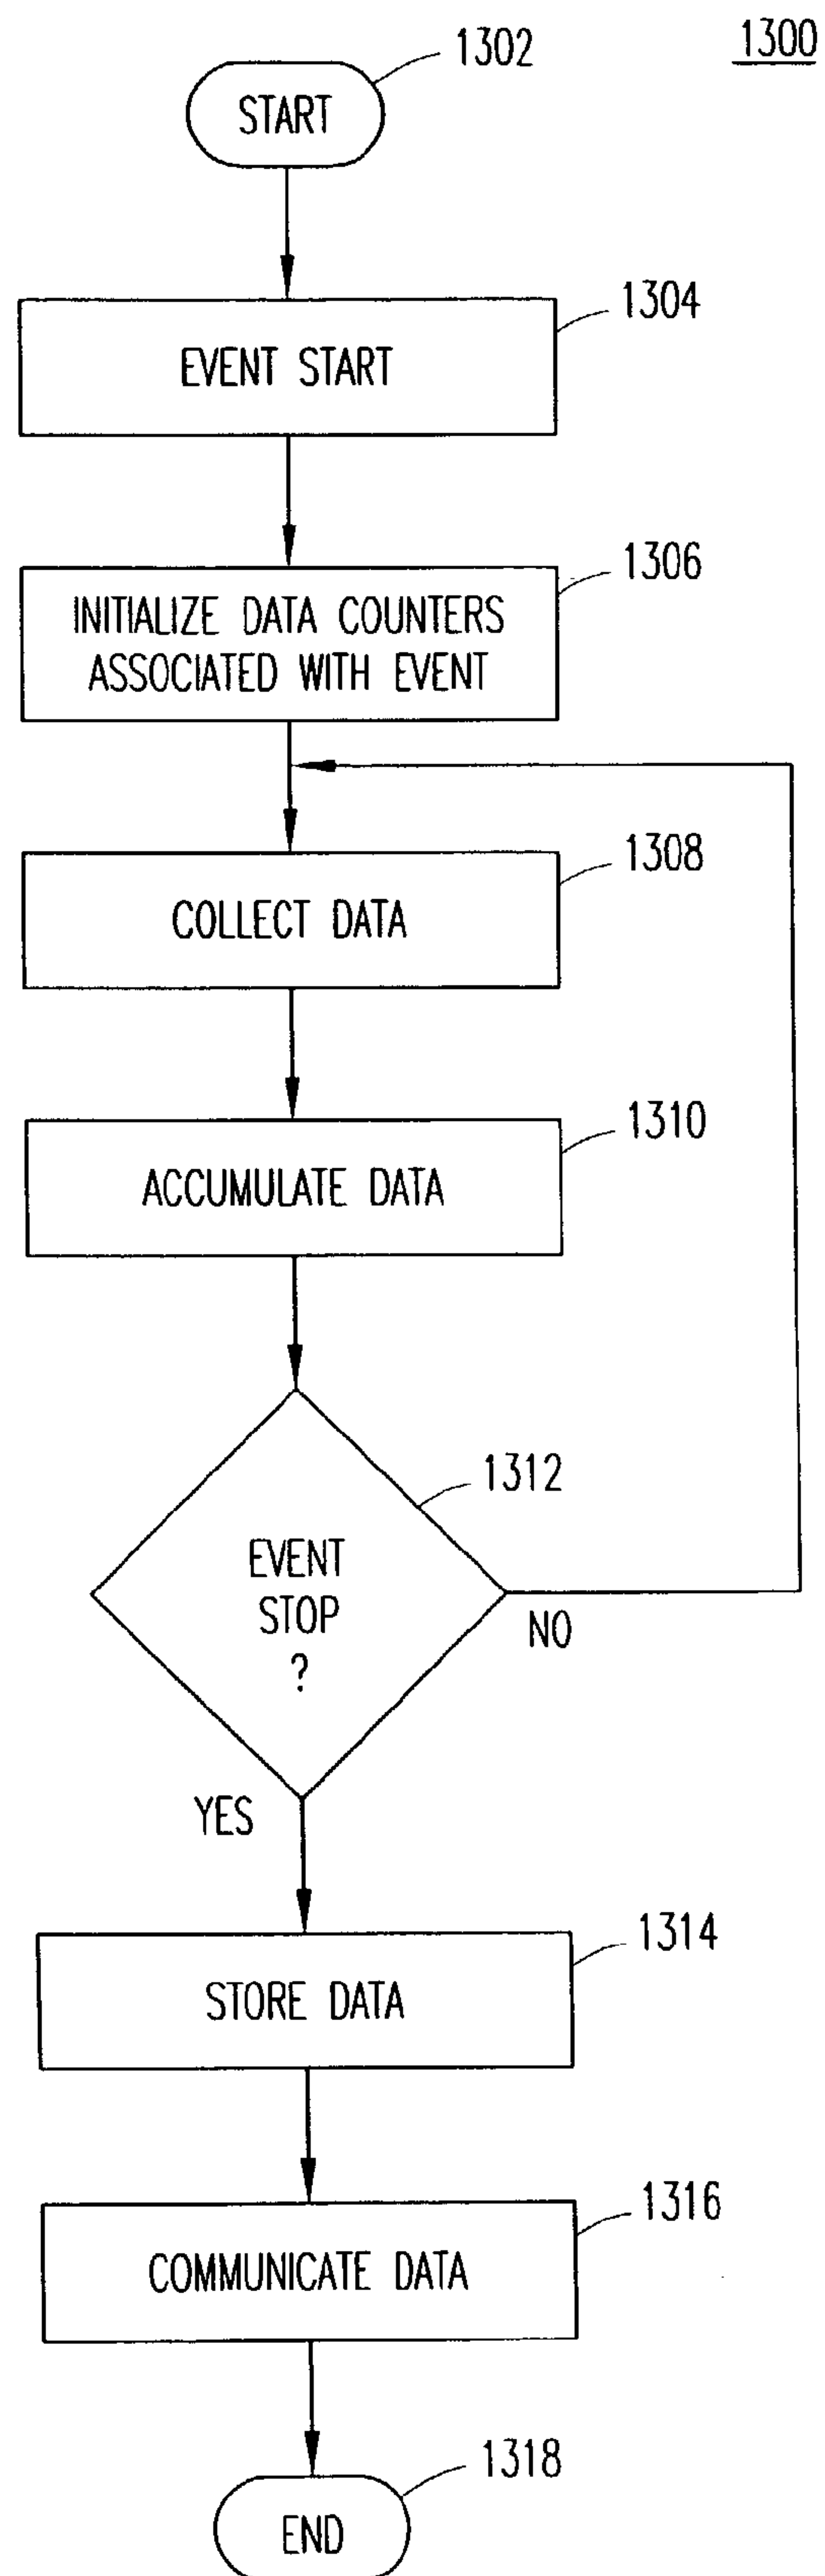 1300
1302
START
1304
EVENT START
1306
INITIALIZE DATA COUNTERS
ASSOCIATED WITH EVENT
1308
COLLECT DATA
1310
ACCUMULATE DATA
1312
EVENT
STOP
?
NO
YES
1314
STORE DATA
1316
COMMUNICATE DATA
1318
END